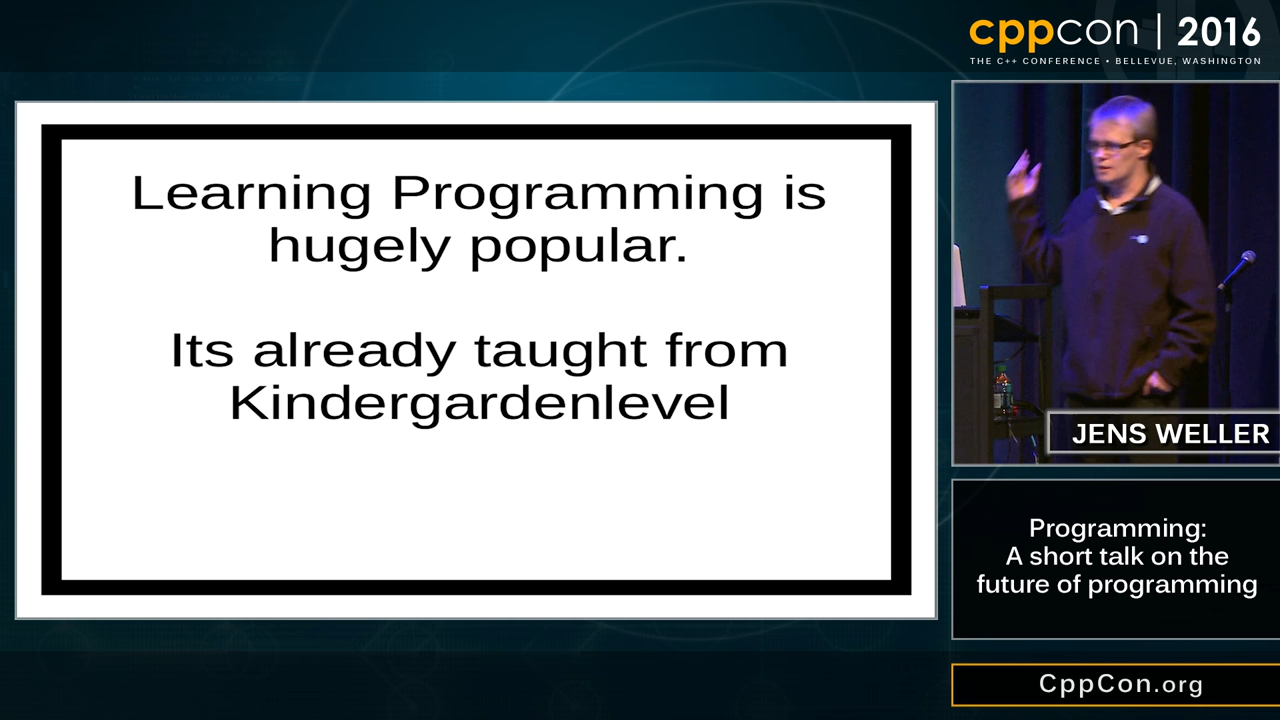 cppcon | 2016
THE C++ CONFERENCE • BELLEVUE, WASHINGTON
Learning Programming is
hugely popular.
Its already taught from
Kindergardenlevel
JENS WELLER
Programming:
A short talk on the
future of programming
CppCon.org